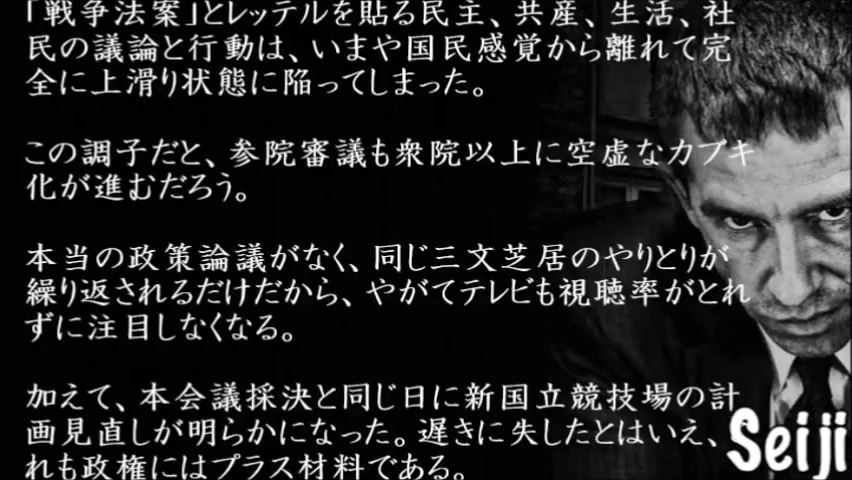 「戦争法案」とレッテルを貼る民主、共産、生活、社
民の議論と行動は、いまや国民感覚から離れて完
全に上滑り状態に陥ってしまった。
この調子だと、参院審議も衆院以上に空虚なカブキ
化が進むだろう。
本当の政策論議がなく、同じ三文芝居のやりとりが
繰り返されるだけだから、やがてテレビも視聴率がとれ
ずに注目しなくなる。
加えて、本会議採決と同じ日に新国立競技場の計
画見直しが明らかになった。遅きに失したとはいえ、
れも政権にはプラス材料である。
Seiji